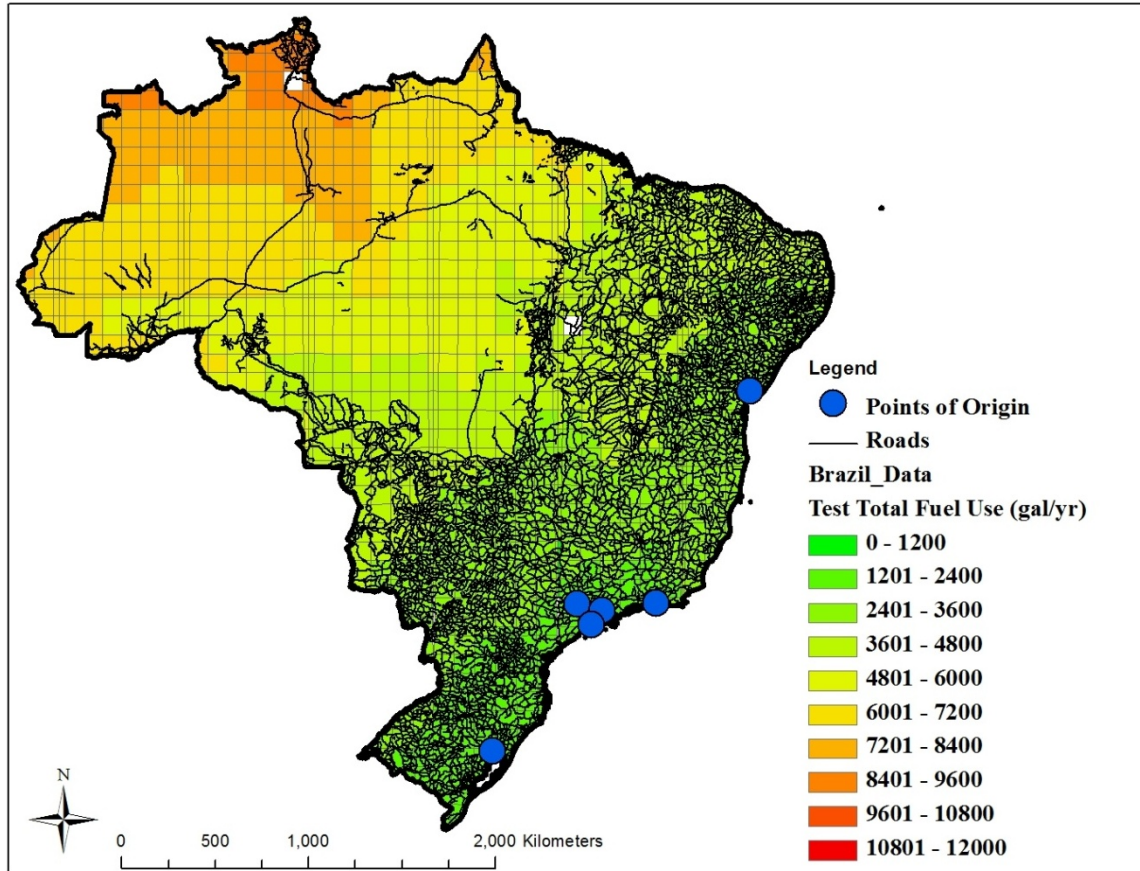 Legend
Points of Origin
Roads
Brazil_Data
Test Total Fuel Use (gal/yr)
0 - 1200
1201 - 2400
2401 - 3600
3601 - 4800
4801 - 6000
6001 - 7200
7201 - 8400
8401 - 9600
9601 - 10800
10801 - 12000
N
0 500 1,000 2,000 Kilometers